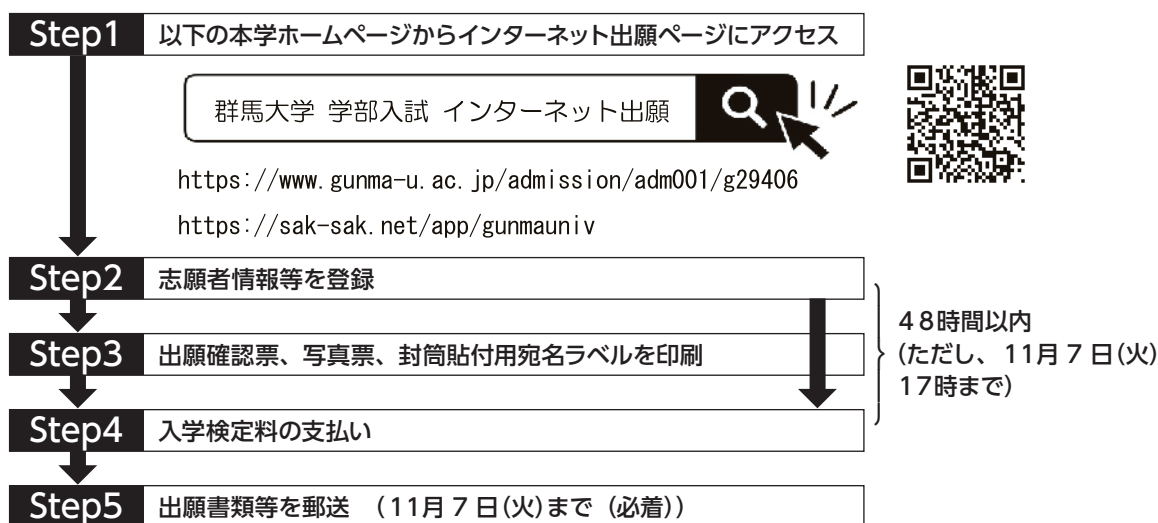 Step1 以下の本学ホームページからインターネット出願ページにアクセス
群馬大学 学部入試 インターネット出願
https://www.gunma-u.ac.jp/admission/adm001/g29406
https://sak-sak.net/app/gunmauniv
Step2 志願者情報等を登録
Step3 出願確認票、写真票、封筒貼付用宛名ラベルを印刷
Step4 入学検定料の支払い
48時間以内
(ただし、11月7日(火)
17時まで)
Step5 出願書類等を郵送 (11月7日(火)まで(必着))